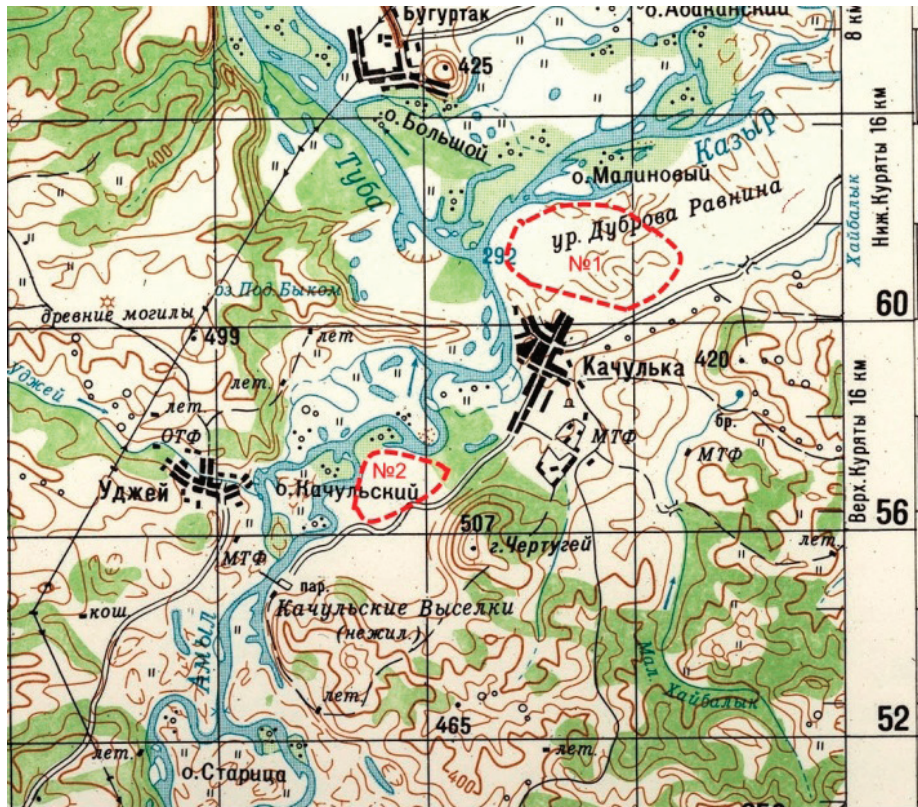 Бугуртак
о.Абаканский
8 км
425
о.Большой
Казыр
Туба
о.Малиновый
ур. Дуброва Равнина
292
№1
Хайбалык
Ниж.Куряты 16 км
оз.Под.Быком
древние могилы
499
лет.
60
Качулька
420
Уджей
лет.
лет.
ОТФ
МТФ
бр.
МТФ
Верх.Куряты 16 км
№2
Уджей
о.Качульский
56
507
г.Чертугей
лет.
МТФ
пар.
кош.
Качульские Выселки
(нежил.)
Амыл
Мал. Хайбалык
лет.
465
52
лет.
лет.
о.Старица
400
400